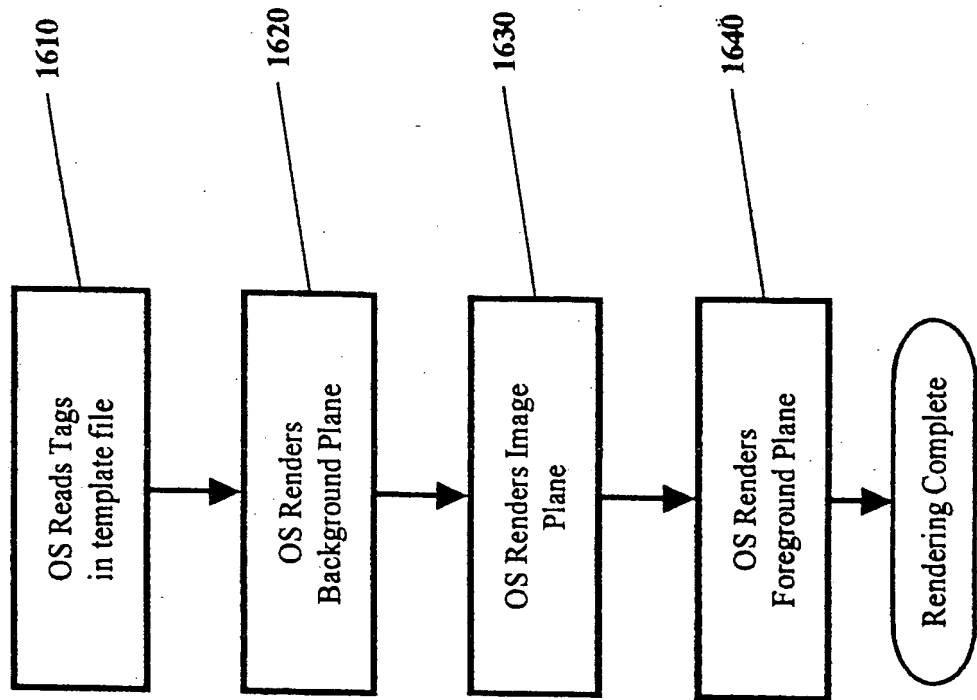 1610
OS Reads Tags
in template file
1620
OS Renders
Background Plane
1630
OS Renders Image
Plane
1640
OS Renders
Foreground Plane
Rendering Complete